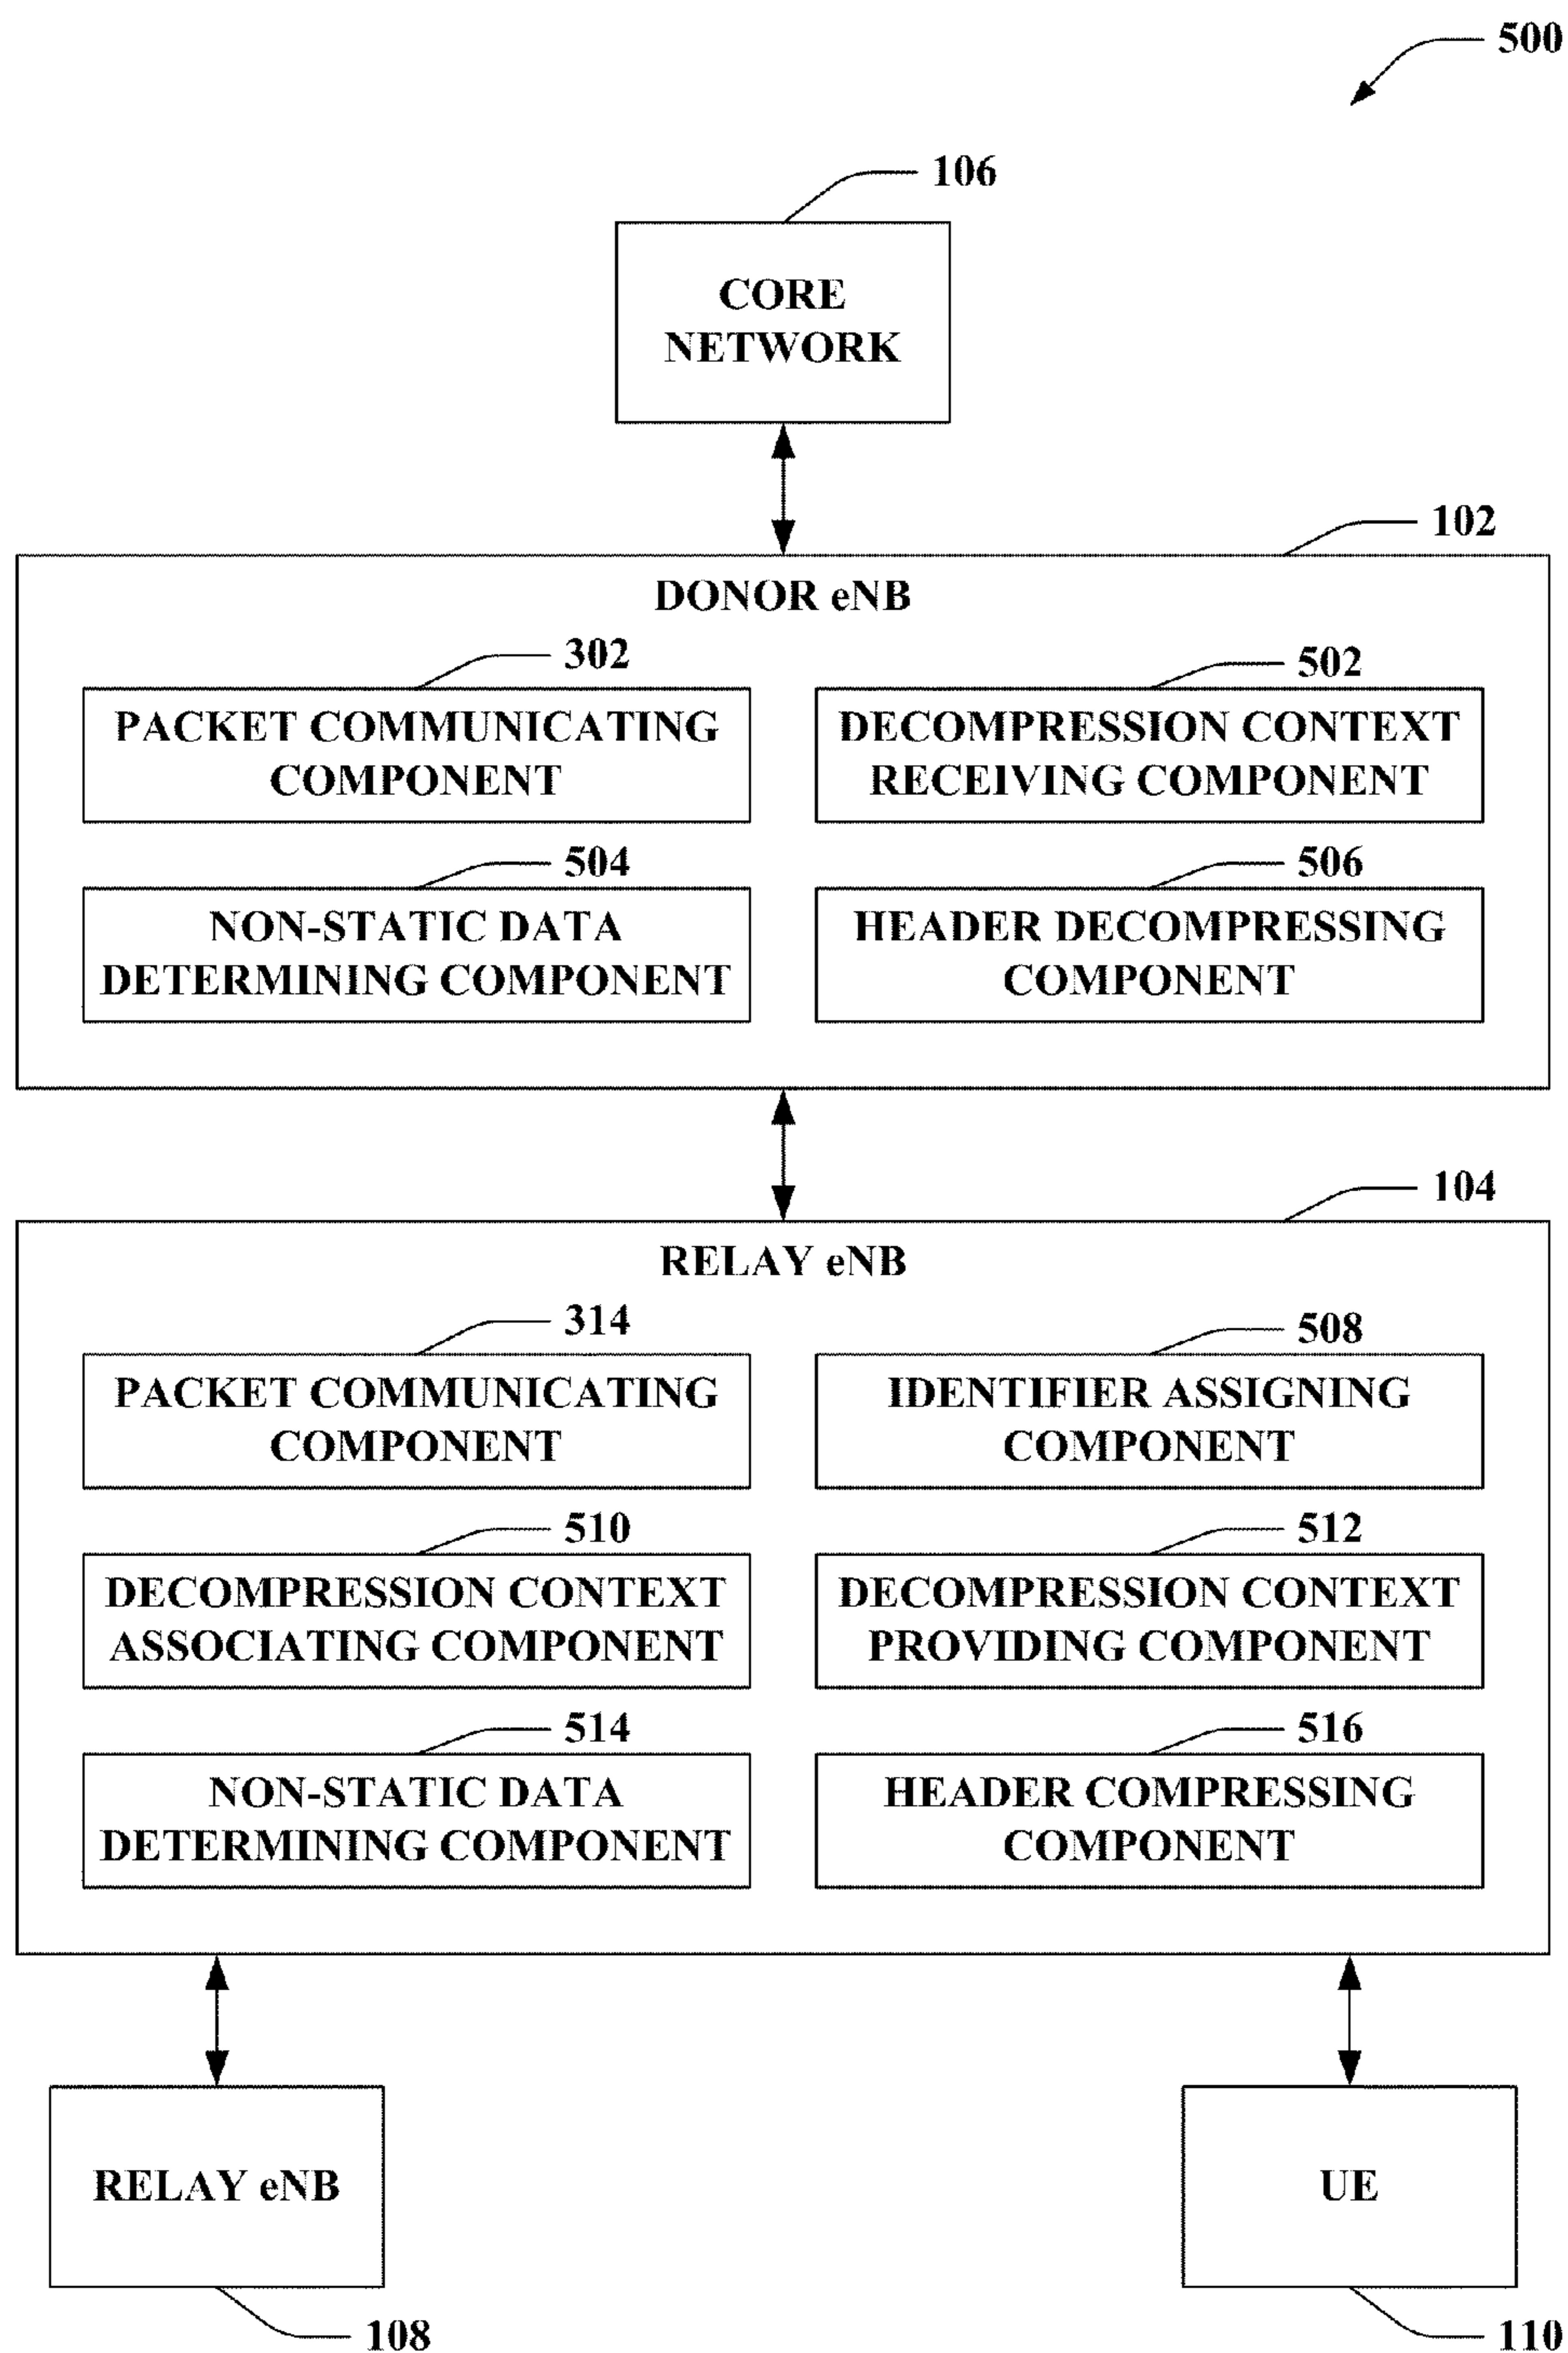 500
106
CORE
NETWORK
102
DONOR eNB
302
502
PACKET COMMUNICATING
COMPONENT
DECOMPRESSION CONTEXT
RECEIVING COMPONENT
504
506
NON-STATIC DATA
DETERMINING COMPONENT
HEADER DECOMPRESSING
COMPONENT
104
RELAY eNB
314
508
PACKET COMMUNICATING
COMPONENT
IDENTIFIER ASSIGNING
COMPONENT
510
512
DECOMPRESSION CONTEXT
ASSOCIATING COMPONENT
DECOMPRESSION CONTEXT
PROVIDING COMPONENT
514
516
NON-STATIC DATA
DETERMINING COMPONENT
HEADER COMPRESSING
COMPONENT
RELAY eNB
UE
108
110